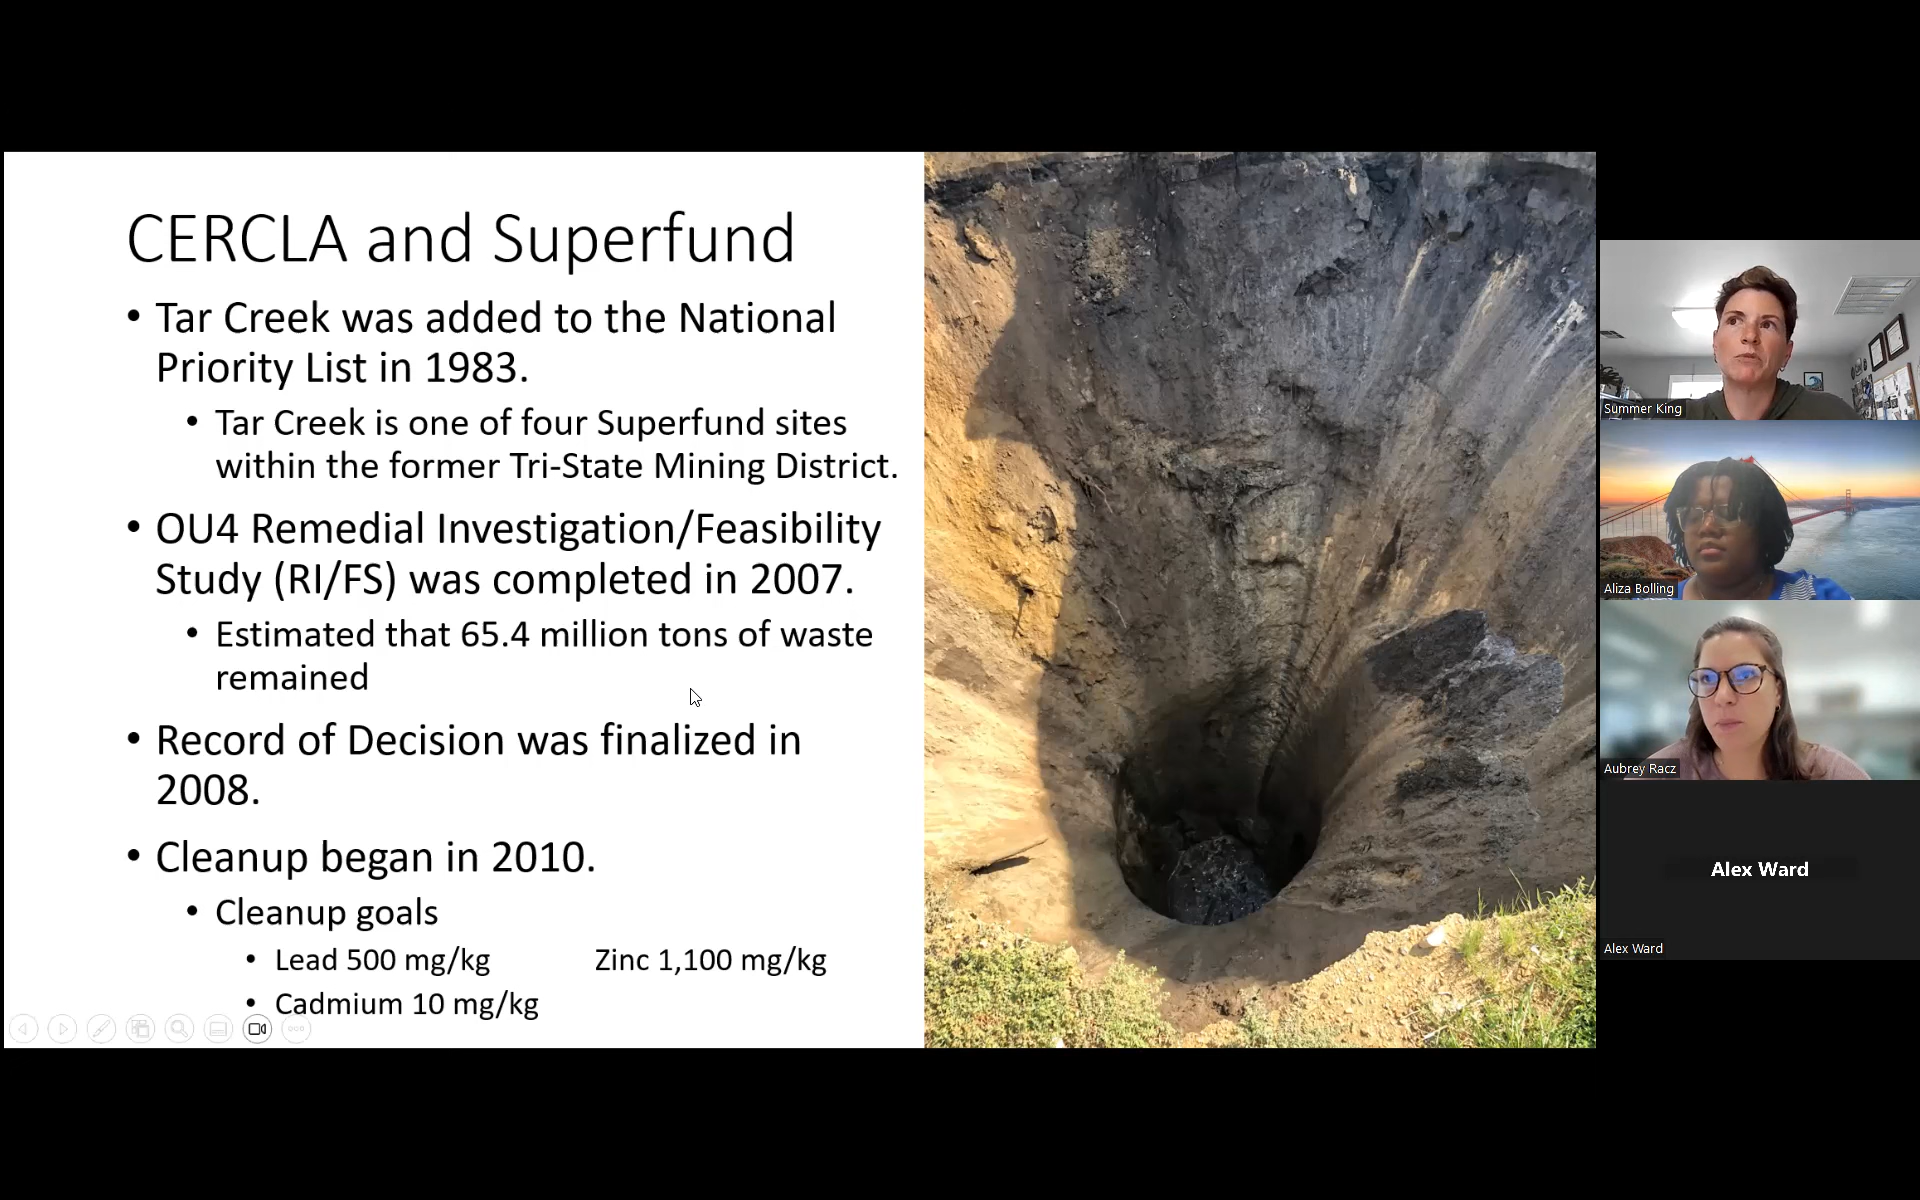 CERCLA and Superfund
• Tar Creek was added to the National
Priority List in 1983.
• Tar Creek is one of four Superfund sites
within the former Tri-State Mining District.
• OU4 Remedial Investigation/Feasibility
Study (RI/FS) was completed in 2007.
• Estimated that 65.4 million tons of waste
remained
• Record of Decision was finalized in
2008.
• Cleanup began in 2010.
• Cleanup goals
• Lead 500 mg/kg Zinc 1,100 mg/kg
• Cadmium 10 mg/kg
Summer King
Aliza Bolling
Aubrey Racz
Alex Ward
Alex Ward